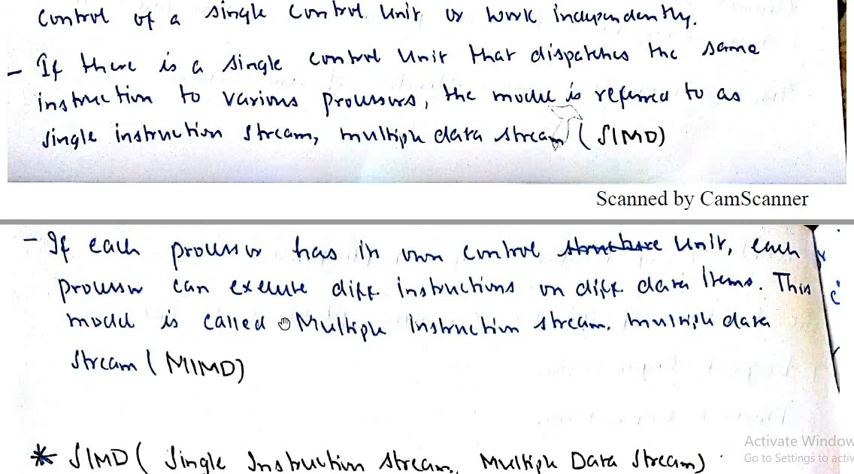 control of a single control unit or work independently.
- If there is a single control unit that dispatches the same
instruction to various processors, the model is referred to as
single instruction stream, multiple data stream (SIMD)
Scanned by CamScanner
- If each processor has its own control structure unit, each
processor can execute diff instructions on diff data items. This
model is called Multiple Instruction stream. multiple data
stream (MIMD)
Activate Window
Go to Settings to activ
* SIMD ( Single Instruction stream, Multiple Data Stream)